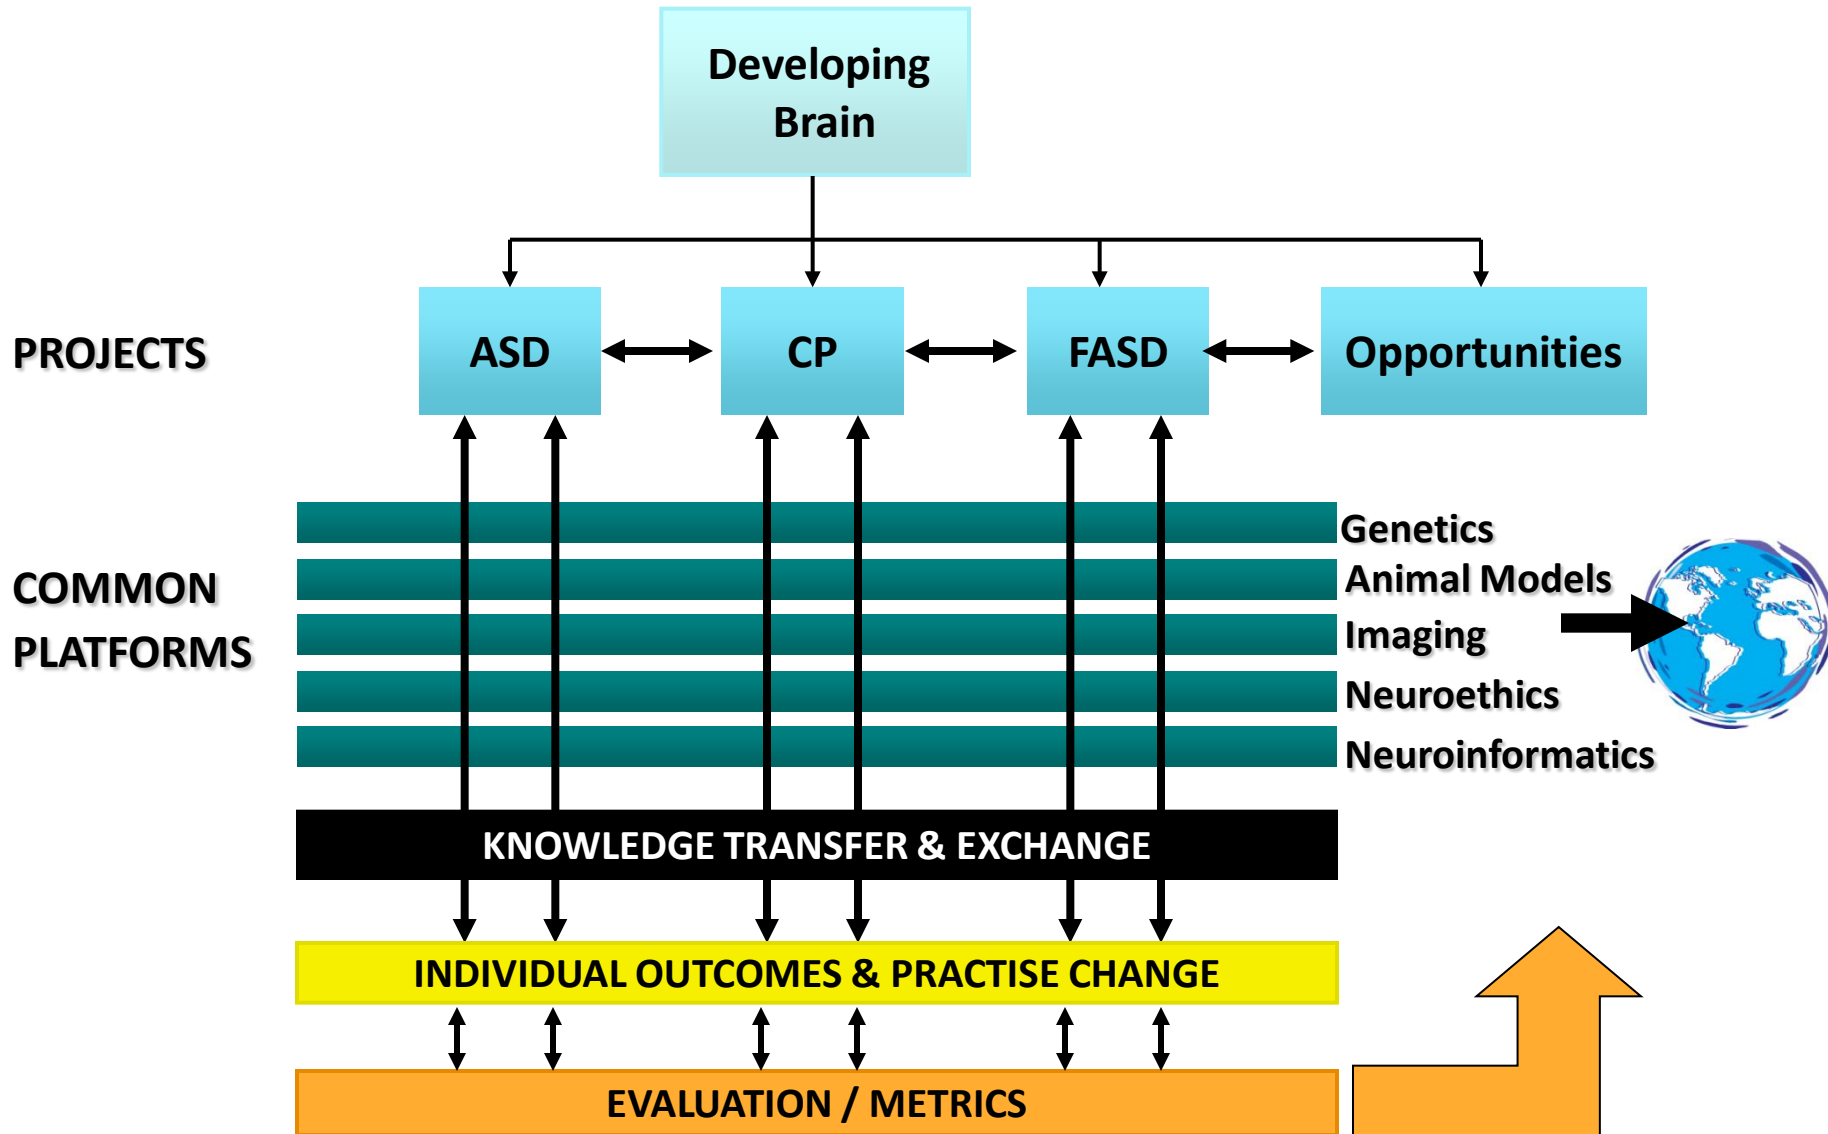 Developing
Brain
PROJECTS
ASD
CP
FASD
Opportunities
COMMON
PLATFORMS
Genetics
Animal Models
Imaging
Neuroethics
Neuroinformatics
KNOWLEDGE TRANSFER & EXCHANGE
INDIVIDUAL OUTCOMES & PRACTISE CHANGE
EVALUATION / METRICS